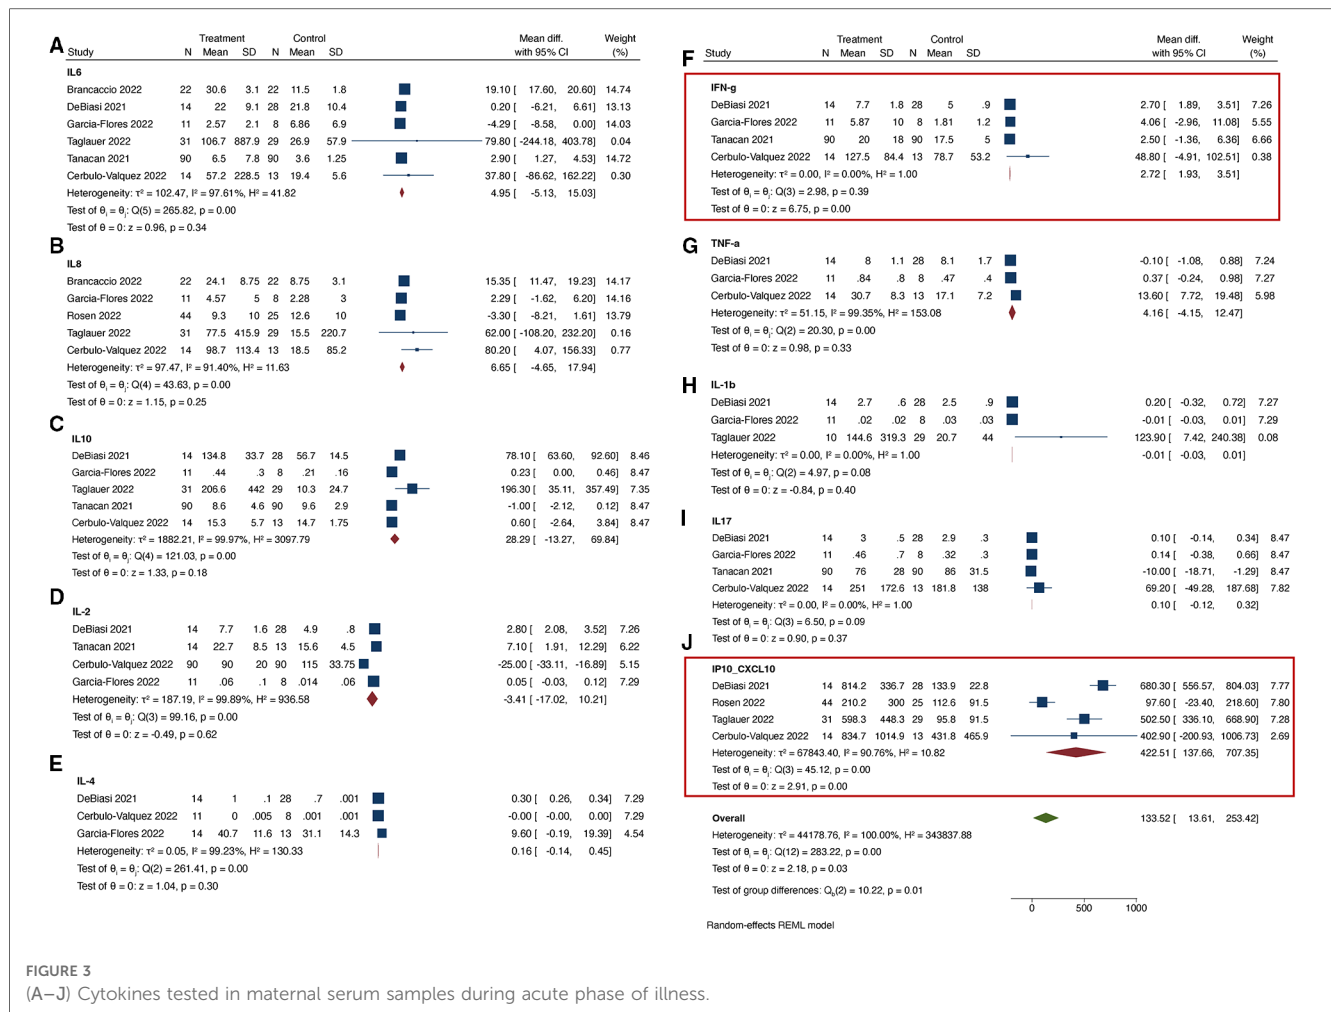 A
Treatment Control Mean diff. Weight
Study N Mean SD N Mean SD with 95% CI (%)
IL6
Brancaccio 2022 22 30.6 3.1 22 11.5 1.8 19.10 [ 17.60, 20.60] 14.74
DeBiasi 2021 14 22 9.1 28 21.8 10.4 0.20 [ -6.21, 6.61] 13.13
Garcia-Flores 2022 11 2.57 2.1 8 6.86 6.9 -4.29 [ -8.58, 0.00] 14.03
Taglauer 2022 31 106.7 887.9 29 26.9 57.9 79.80 [ -244.18, 403.78] 0.04
Tanacan 2021 90 6.5 7.8 90 3.6 1.25 2.90 [ 1.27, 4.53] 14.72
Cerbulo-Valquez 2022 14 57.2 228.5 13 19.4 5.6 37.80 [ -86.62, 162.22] 0.30
Heterogeneity: τ² = 102.47, I² = 97.61%, H² = 41.82 4.95 [ -5.13, 15.03]
Test of θᵢ = θⱼ: Q(5) = 265.82, p = 0.00
Test of θ = 0: z = 0.96, p = 0.34
B
IL8
Brancaccio 2022 22 24.1 8.75 22 8.75 3.1 15.35 [ 11.47, 19.23] 14.17
Garcia-Flores 2022 11 4.57 5 8 2.28 3 2.29 [ -1.62, 6.20] 14.16
Rosen 2022 44 9.3 10 25 12.6 10 -3.30 [ -8.21, 1.61] 13.79
Taglauer 2022 31 77.5 415.9 29 15.5 220.7 62.00 [ -108.20, 232.20] 0.16
Cerbulo-Valquez 2022 14 98.7 113.4 13 18.5 85.2 80.20 [ 4.07, 156.33] 0.77
Heterogeneity: τ² = 97.47, I² = 91.40%, H² = 11.63 6.65 [ -4.65, 17.94]
Test of θᵢ = θⱼ: Q(4) = 43.63, p = 0.00
Test of θ = 0: z = 1.15, p = 0.25
C
IL10
DeBiasi 2021 14 134.8 33.7 28 56.7 14.5 78.10 [ 63.60, 92.60] 8.46
Garcia-Flores 2022 11 .44 .3 8 .21 .16 0.23 [ 0.00, 0.46] 8.47
Taglauer 2022 31 206.6 442 29 10.3 24.7 196.30 [ 35.11, 357.49] 7.35
Tanacan 2021 90 8.6 4.6 90 9.6 2.9 -1.00 [ -2.12, 0.12] 8.47
Cerbulo-Valquez 2022 14 15.3 5.7 13 14.7 1.75 0.60 [ -2.64, 3.84] 8.47
Heterogeneity: τ² = 1882.21, I² = 99.97%, H² = 3097.79 28.29 [ -13.27, 69.84]
Test of θᵢ = θⱼ: Q(4) = 121.03, p = 0.00
Test of θ = 0: z = 1.33, p = 0.18
D
IL-2
DeBiasi 2021 14 7.7 1.6 28 4.9 .8 2.80 [ 2.08, 3.52] 7.26
Tanacan 2021 14 22.7 8.5 13 15.6 4.5 7.10 [ 1.91, 12.29] 6.22
Cerbulo-Valquez 2022 90 90 20 90 115 33.75 -25.00 [ -33.11, -16.89] 5.15
Garcia-Flores 2022 11 .06 .1 8 .014 .06 0.05 [ -0.03, 0.12] 7.29
Heterogeneity: τ² = 187.19, I² = 99.89%, H² = 936.58 -3.41 [ -17.02, 10.21]
Test of θᵢ = θⱼ: Q(3) = 99.16, p = 0.00
Test of θ = 0: z = -0.49, p = 0.62
E
IL-4
DeBiasi 2021 14 1 .1 28 .7 .001 0.30 [ 0.26, 0.34] 7.29
Cerbulo-Valquez 2022 11 0 .005 8 .001 .001 -0.00 [ -0.00, 0.00] 7.29
Garcia-Flores 2022 14 40.7 11.6 13 31.1 14.3 9.60 [ -0.19, 19.39] 4.54
Heterogeneity: τ² = 0.05, I² = 99.23%, H² = 130.33 0.16 [ -0.14, 0.45]
Test of θᵢ = θⱼ: Q(2) = 261.41, p = 0.00
Test of θ = 0: z = 1.04, p = 0.30
F
Treatment Control Mean diff. Weight
Study N Mean SD N Mean SD with 95% CI (%)
IFN-g
DeBiasi 2021 14 7.7 1.8 28 5 .9 2.70 [ 1.89, 3.51] 7.26
Garcia-Flores 2022 11 5.87 10 8 1.81 1.2 4.06 [ -2.96, 11.08] 5.55
Tanacan 2021 90 20 18 90 17.5 5 2.50 [ -1.36, 6.36] 6.66
Cerbulo-Valquez 2022 14 127.5 84.4 13 78.7 53.2 48.80 [ -4.91, 102.51] 0.38
Heterogeneity: τ² = 0.00, I² = 0.00%, H² = 1.00 2.72 [ 1.93, 3.51]
Test of θᵢ = θⱼ: Q(3) = 2.98, p = 0.39
Test of θ = 0: z = 6.75, p = 0.00
G
TNF-a
DeBiasi 2021 14 8 1.1 28 8.1 1.7 -0.10 [ -1.08, 0.88] 7.24
Garcia-Flores 2022 11 .84 .8 8 .47 .4 0.37 [ -0.24, 0.98] 7.27
Cerbulo-Valquez 2022 14 30.7 8.3 13 17.1 7.2 13.60 [ 7.72, 19.48] 5.98
Heterogeneity: τ² = 51.15, I² = 99.35%, H² = 153.08 4.16 [ -4.15, 12.47]
Test of θᵢ = θⱼ: Q(2) = 20.30, p = 0.00
Test of θ = 0: z = 0.98, p = 0.33
H
IL-1b
DeBiasi 2021 14 2.7 .6 28 2.5 .9 0.20 [ -0.32, 0.72] 7.27
Garcia-Flores 2022 11 .02 .02 8 .03 .03 -0.01 [ -0.03, 0.01] 7.29
Taglauer 2022 10 144.6 319.3 29 20.7 44 123.90 [ 7.42, 240.38] 0.08
Heterogeneity: τ² = 0.00, I² = 0.00%, H² = 1.00 -0.01 [ -0.03, 0.01]
Test of θᵢ = θⱼ: Q(2) = 4.97, p = 0.08
Test of θ = 0: z = -0.84, p = 0.40
I
IL17
DeBiasi 2021 14 3 .5 28 2.9 .3 0.10 [ -0.14, 0.34] 8.47
Garcia-Flores 2022 11 .46 .7 8 .32 .3 0.14 [ -0.38, 0.66] 8.47
Tanacan 2021 90 76 28 90 86 31.5 -10.00 [ -18.71, -1.29] 8.47
Cerbulo-Valquez 2022 14 251 172.6 13 181.8 138 69.20 [ -49.28, 187.68] 7.82
Heterogeneity: τ² = 0.00, I² = 0.00%, H² = 1.00 0.10 [ -0.12, 0.32]
Test of θᵢ = θⱼ: Q(3) = 6.50, p = 0.09
Test of θ = 0: z = 0.90, p = 0.37
J
IP10_CXCL10
DeBiasi 2021 14 814.2 336.7 28 133.9 22.8 680.30 [ 556.57, 804.03] 7.77
Rosen 2022 44 210.2 300 25 112.6 91.5 97.60 [ -23.40, 218.60] 7.80
Taglauer 2022 31 598.3 448.3 29 95.8 91.5 502.50 [ 336.10, 668.90] 7.28
Cerbulo-Valquez 2022 14 834.7 1014.9 13 431.8 465.9 402.90 [ -200.93, 1006.73] 2.69
Heterogeneity: τ² = 67843.40, I² = 90.76%, H² = 10.82 422.51 [ 137.66, 707.35]
Test of θᵢ = θⱼ: Q(3) = 45.12, p = 0.00
Test of θ = 0: z = 2.91, p = 0.00
Overall 133.52 [ 13.61, 253.42]
Heterogeneity: τ² = 44178.76, I² = 100.00%, H² = 343837.88
Test of θᵢ = θⱼ: Q(12) = 283.22, p = 0.00
Test of θ = 0: z = 2.18, p = 0.03
Test of group differences: Q_b(2) = 10.22, p = 0.01
0 500 1000
Random-effects REML model
FIGURE 3
(A–J) Cytokines tested in maternal serum samples during acute phase of illness.